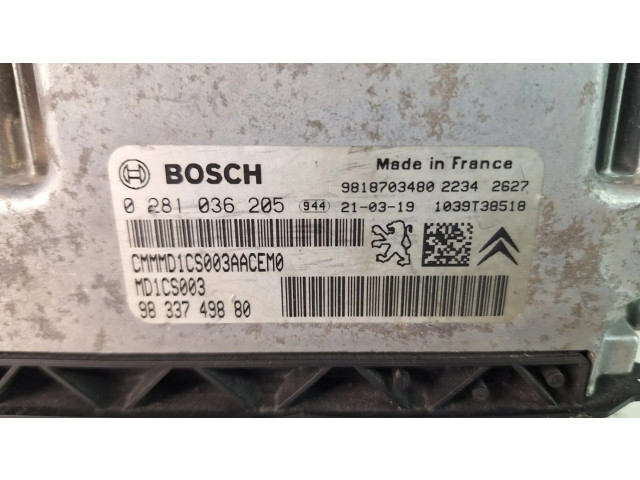 BOSCH
Made in France
9818703480 2234 2627
0 281 036 205 944 21-03-19 1039T38518
CMMMD1CS003AACEM0
MD1CS003
98 337 498 80